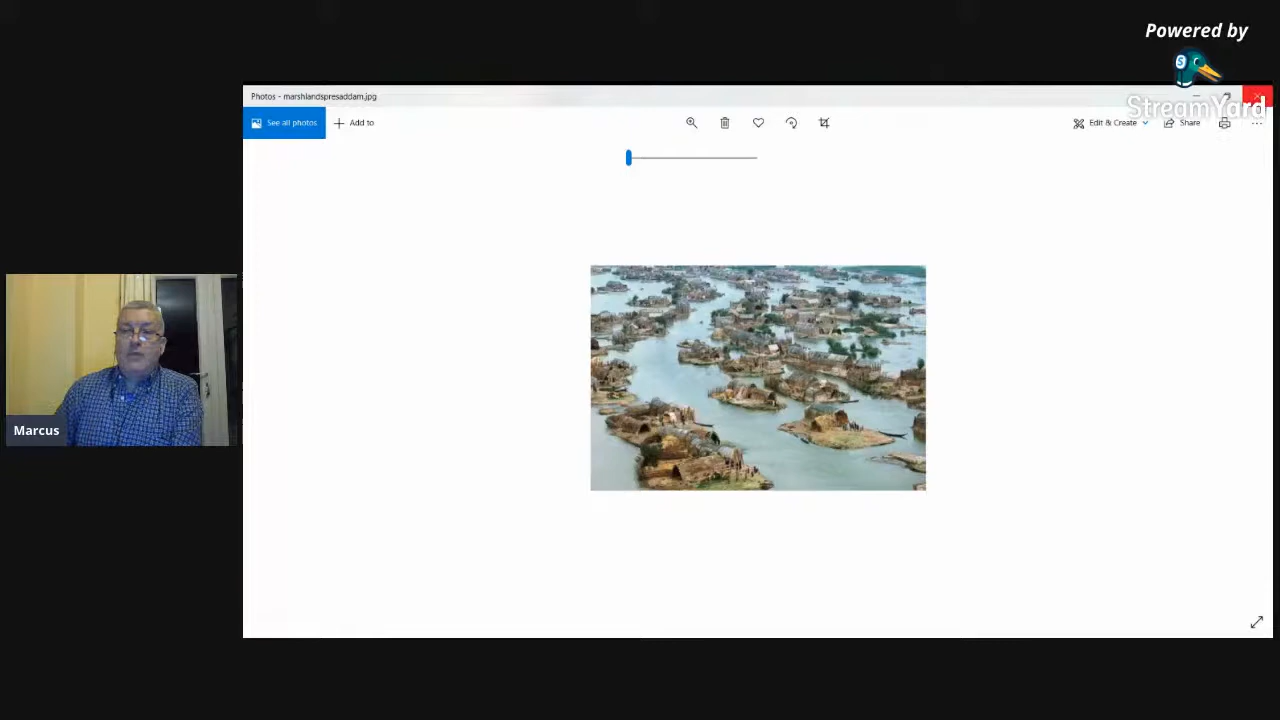 Powered by
StreamYard
Photos - marshlandspresaddam.jpg
See all photos
Add to
Edit & Create
Share
Marcus